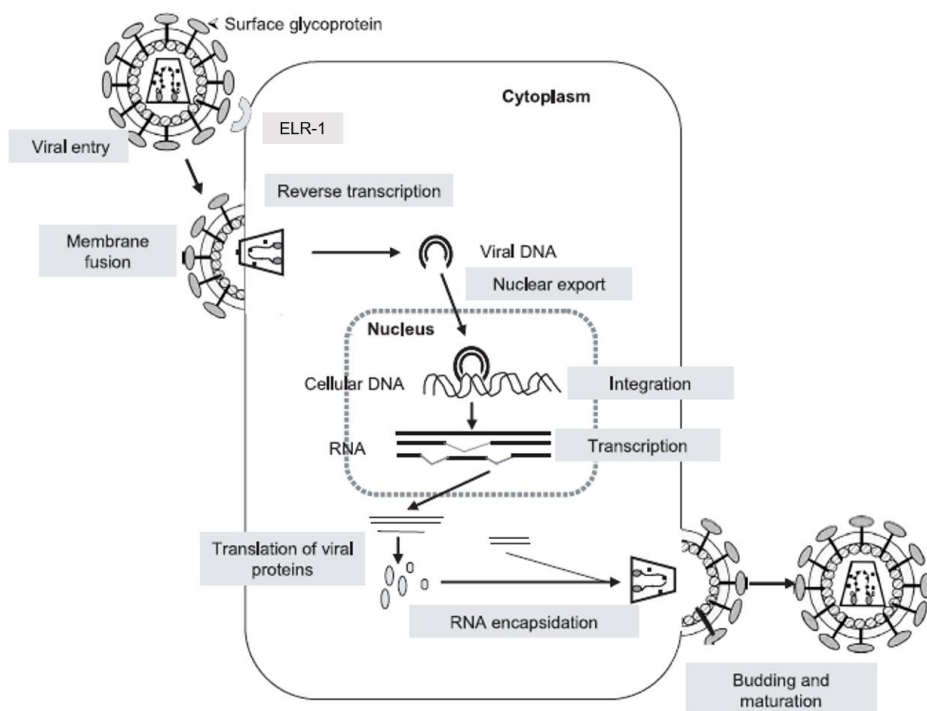 Surface glycoprotein
Cytoplasm
ELR-1
Viral entry
Reverse transcription
Membrane
fusion
Viral DNA
Nuclear export
Nucleus
Cellular DNA
Integration
RNA
Transcription
Translation of viral
proteins
RNA encapsidation
Budding and
maturation